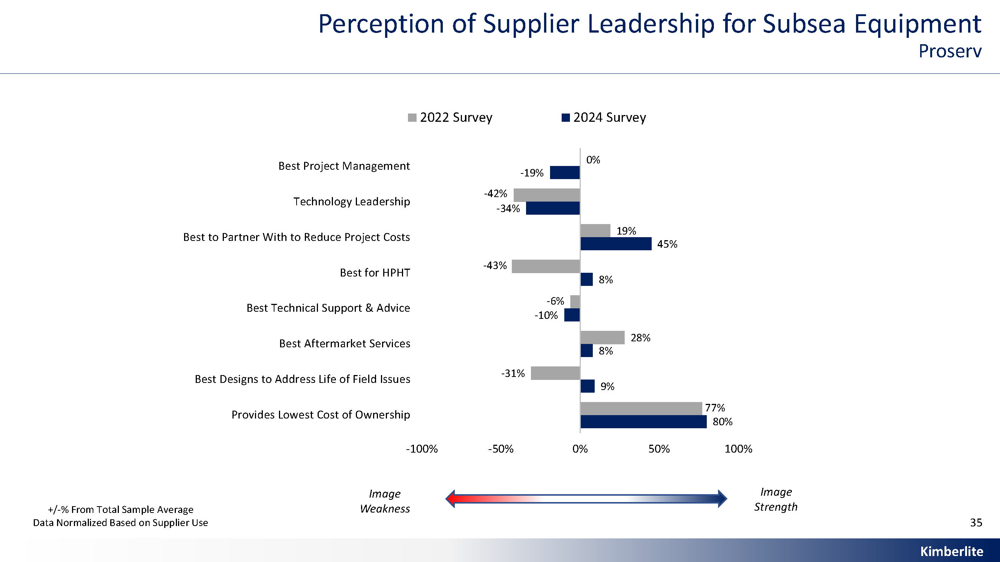 Perception of Supplier Leadership for Subsea Equipment
Proserv
2022 Survey
2024 Survey
Best Project Management
0%
-19%
Technology Leadership
-42%
-34%
Best to Partner With to Reduce Project Costs
19%
45%
Best for HPHT
-43%
8%
Best Technical Support & Advice
-6%
-10%
Best Aftermarket Services
28%
8%
Best Designs to Address Life of Field Issues
-31%
9%
Provides Lowest Cost of Ownership
77%
80%
-100%
-50%
0%
50%
100%
Image
Weakness
Image
Strength
+/-% From Total Sample Average
Data Normalized Based on Supplier Use
35
Kimberlite